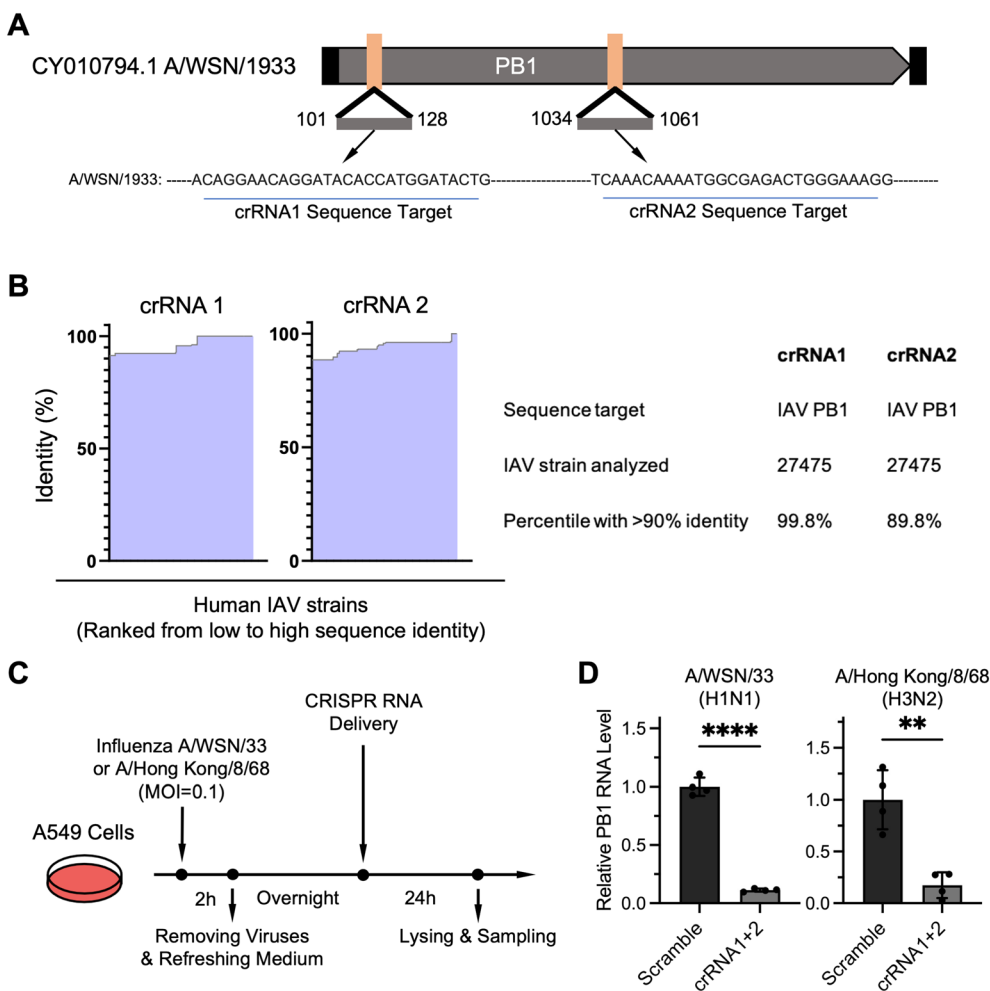 A
CY010794.1 A/WSN/1933
PB1
101
128
1034
1061
A/WSN/1933: -----ACAGGAACAGGATACACCATGGATACTG--------------------TCAAACAAAATGGCGAGACTGGGAAAGG---------
crRNA1 Sequence Target
crRNA2 Sequence Target
B
crRNA 1
crRNA 2
Identity (%)
100
50
0
100
50
0
Human IAV strains
(Ranked from low to high sequence identity)
crRNA1 crRNA2
Sequence target IAV PB1 IAV PB1
IAV strain analyzed 27475 27475
Percentile with >90% identity 99.8% 89.8%
C
CRISPR RNA
Delivery
Influenza A/WSN/33
or A/Hong Kong/8/68
(MOI=0.1)
A549 Cells
2h
Overnight
24h
Removing Viruses
& Refreshing Medium
Lysing & Sampling
D
A/WSN/33
(H1N1)
A/Hong Kong/8/68
(H3N2)
Relative PB1 RNA Level
1.5
1.0
0.5
0.0
****
Scramble
crRNA1+2
1.5
1.0
0.5
0.0
**
Scramble
crRNA1+2